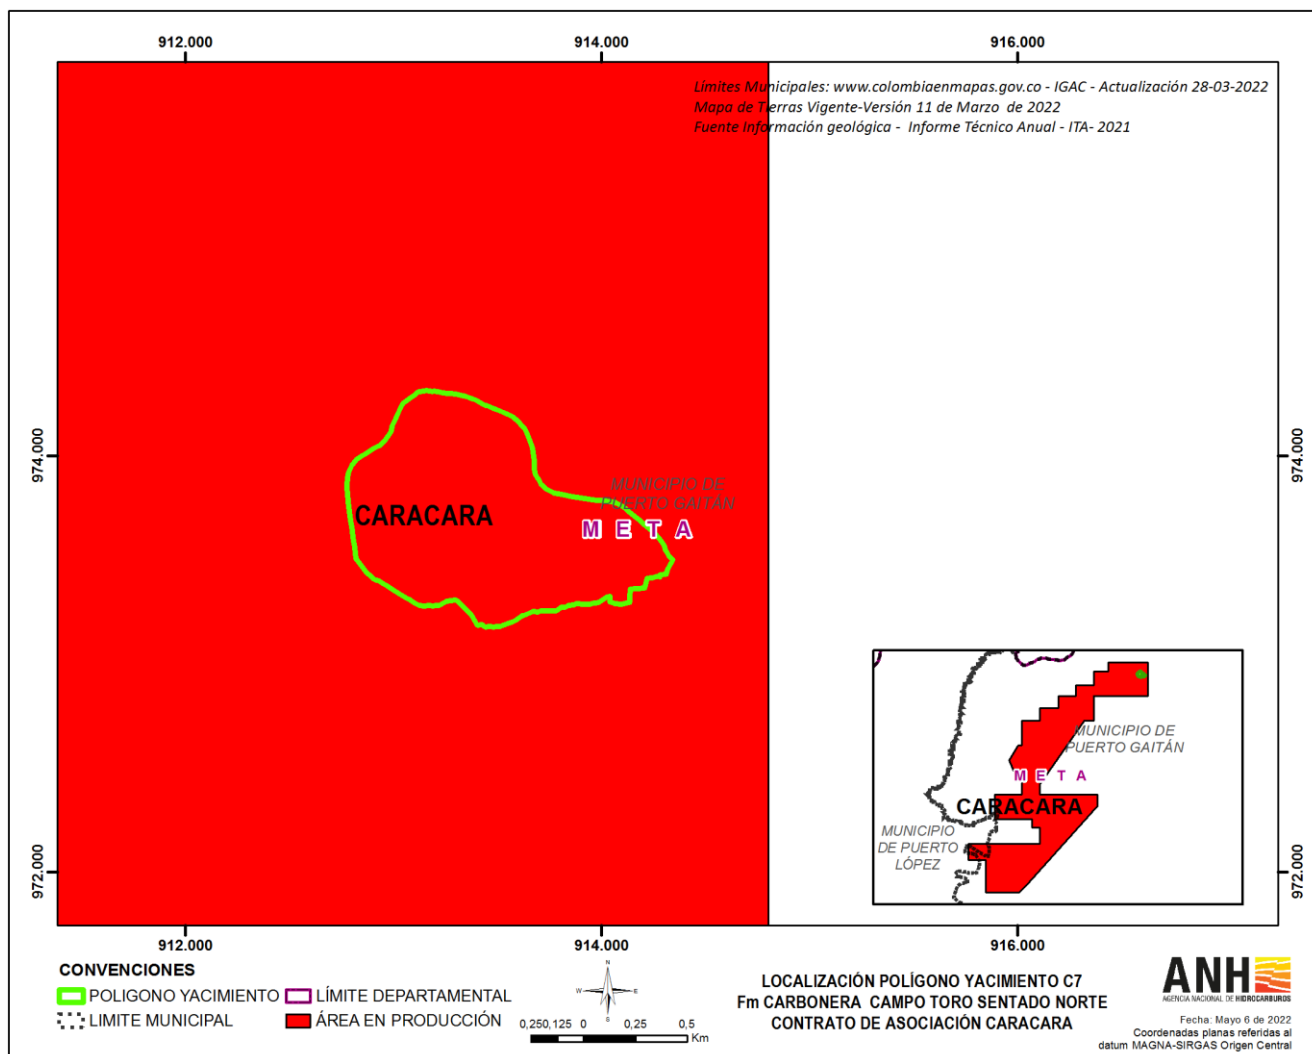 912.000
914.000
916.000
Límites Municipales: www.colombiaenmapas.gov.co - IGAC - Actualización 28-03-2022
Mapa de Tierras Vigente-Versión 11 de Marzo de 2022
Fuente Información geológica - Informe Técnico Anual - ITA- 2021
974.000
974.000
MUNICIPIO DE
PUERTO GAITÁN
CARACARA
M E T A
MUNICIPIO DE
PUERTO GAITÁN
M E T A
CARACARA
MUNICIPIO
DE PUERTO
LÓPEZ
972.000
972.000
912.000
914.000
916.000
CONVENCIONES
POLIGONO YACIMIENTO
LÍMITE DEPARTAMENTAL
LIMITE MUNICIPAL
ÁREA EN PRODUCCIÓN
N
W
E
S
0,250,125 0 0,25 0,5
Km
LOCALIZACIÓN POLÍGONO YACIMIENTO C7
Fm CARBONERA CAMPO TORO SENTADO NORTE
CONTRATO DE ASOCIACIÓN CARACARA
ANH
AGENCIA NACIONAL DE HIDROCARBUROS
Fecha: Mayo 6 de 2022
Coordenadas planas referidas al
datum MAGNA-SIRGAS Origen Central